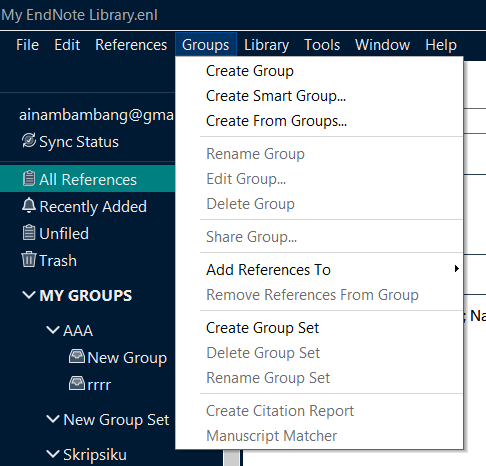 My EndNote Library.enl
File Edit References Groups Library Tools Window Help
Create Group
Create Smart Group...
Create From Groups...
Rename Group
Edit Group...
Delete Group
Share Group...
Add References To
Remove References From Group
Create Group Set
Delete Group Set
Rename Group Set
Create Citation Report
Manuscript Matcher
ainambambang@gma
Sync Status
All References
Recently Added
Unfiled
Trash
MY GROUPS
AAA
New Group
rrrr
New Group Set
Skripsiku
; Na